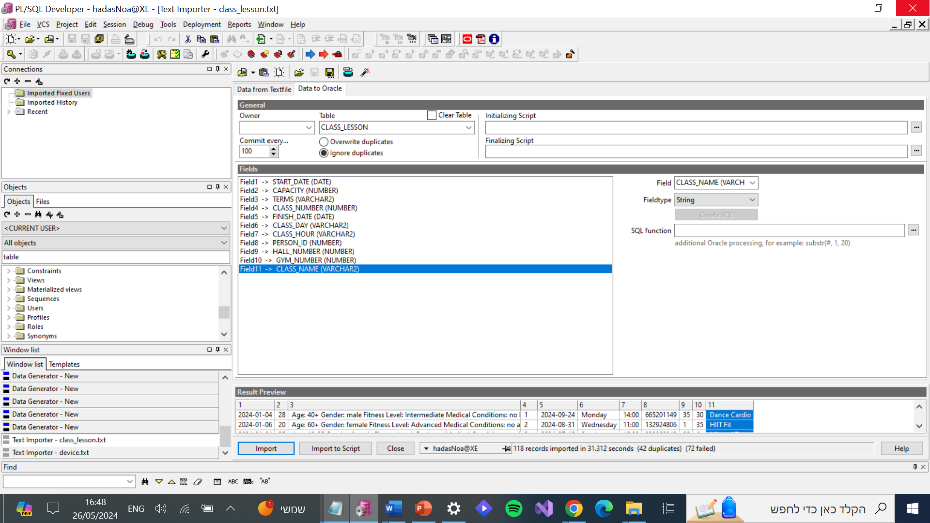 PL/SQL Developer - hadasNoa@XE - [Text Importer - class_lesson.txt]
File VCS Project Edit Session Debug Tools Deployment Reports Window Help
Connections
Imported Fixed Users
Imported History
Recent
Objects
Objects Files
<CURRENT USER>
All objects
table
Constraints
Views
Materialized views
Sequences
Users
Profiles
Roles
Synonyms
Window list
Window list Templates
Data Generator - New
Data Generator - New
Data Generator - New
Data Generator - New
Data Generator - New
Text Importer - class_lesson.txt
Text Importer - device.txt
Data from Textfile Data to Oracle
General
Owner Table Clear Table Initializing Script
CLASS_LESSON
Commit every... Overwrite duplicates Finalizing Script
100 Ignore duplicates
Fields
Field1 -> START_DATE (DATE)
Field2 -> CAPACITY (NUMBER)
Field3 -> TERMS (VARCHAR2)
Field4 -> CLASS_NUMBER (NUMBER)
Field5 -> FINISH_DATE (DATE)
Field6 -> CLASS_DAY (VARCHAR2)
Field7 -> CLASS_HOUR (VARCHAR2)
Field8 -> PERSON_ID (NUMBER)
Field9 -> HALL_NUMBER (NUMBER)
Field10 -> GYM_NUMBER (NUMBER)
Field11 -> CLASS_NAME (VARCHAR2)
Field CLASS_NAME (VARCH
Fieldtype String
Create SQL
SQL function
additional Oracle processing, for example: substr(#, 1, 20)
Result Preview
1 2 3 4 5 6 7 8 9 10 11
2024-01-04 28 Age: 40+ Gender: male Fitness Level: Intermediate Medical Conditions: no 1 2024-09-24 Monday 14:00 665201149 35 30 Dance Cardio
2024-01-06 20 Age: 60+ Gender: female Fitness Level: Advanced Medical Conditions: no 2 2024-08-31 Wednesday 11:00 132924806 1 35 HIIT Fit
Import Import to Script Close hadasNoa@XE 118 records imported in 31.312 seconds (42 duplicates) (72 failed) Help
Find
ABC "AB"
16:48
26/05/2024
ENG
שמשי
הקלד כאן כדי לחפש